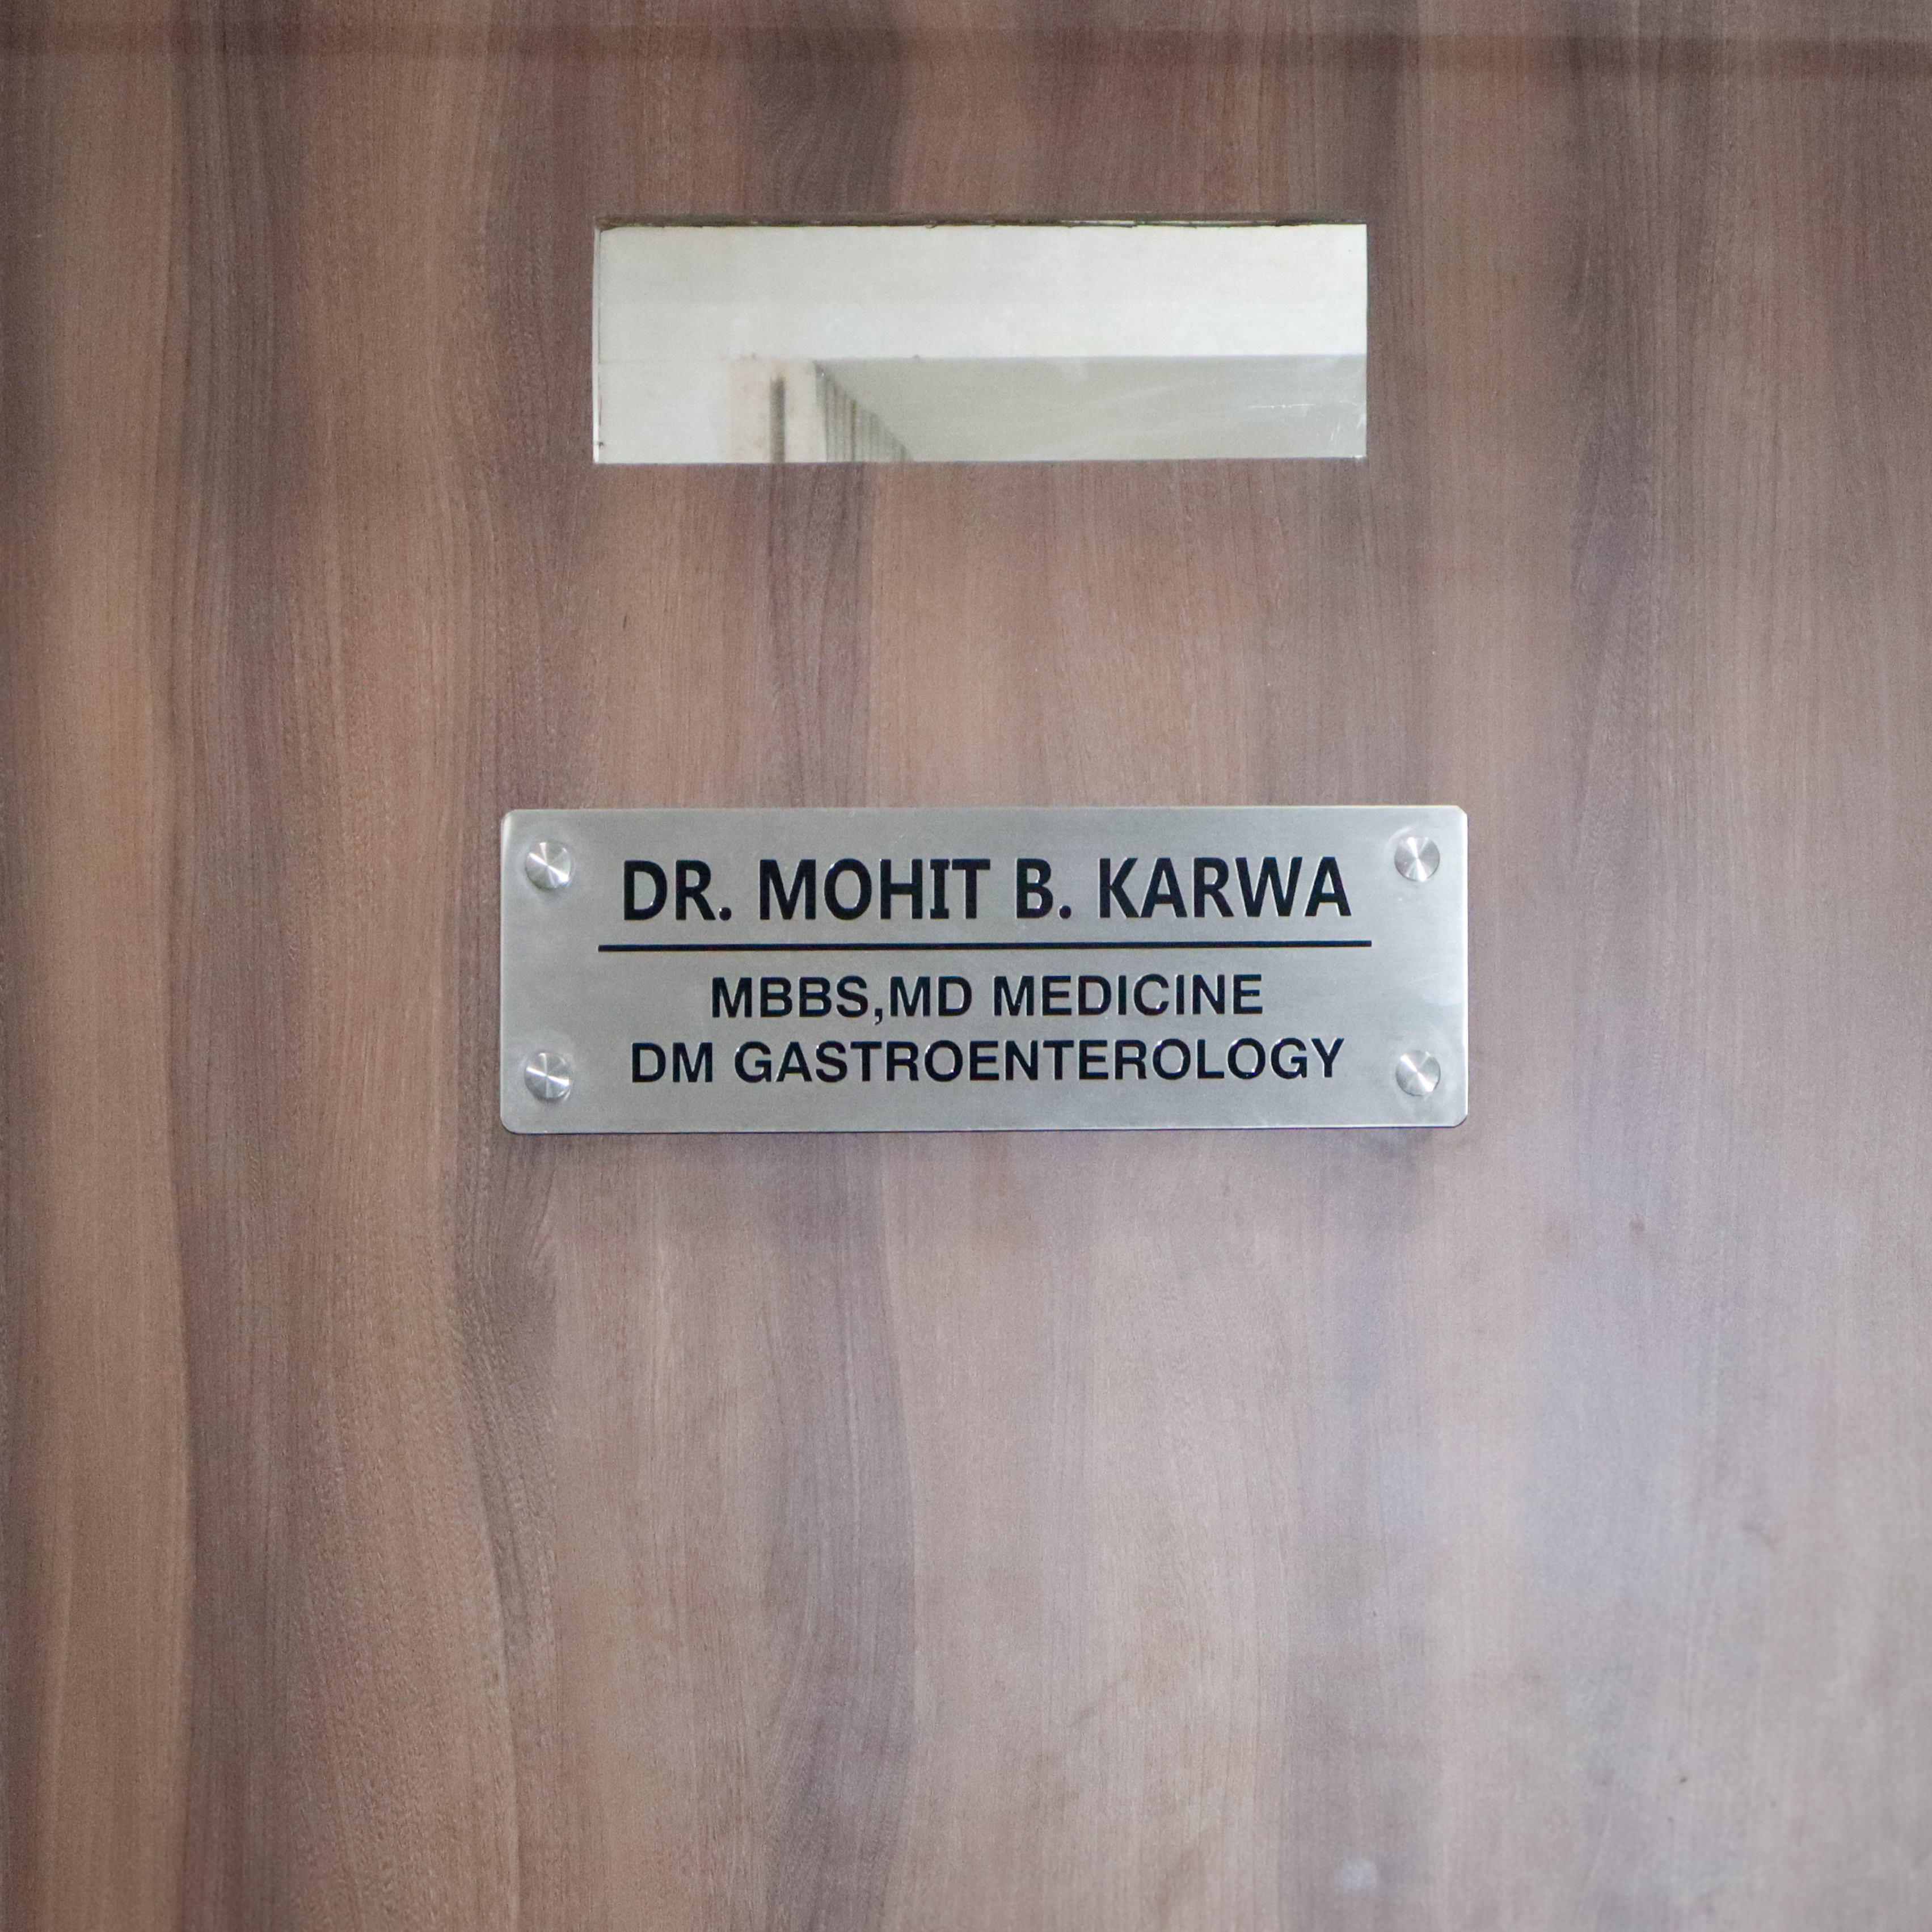 DR. MOHIT B. KARWA
MBBS,MD MEDICINE
DM GASTROENTEROLOGY